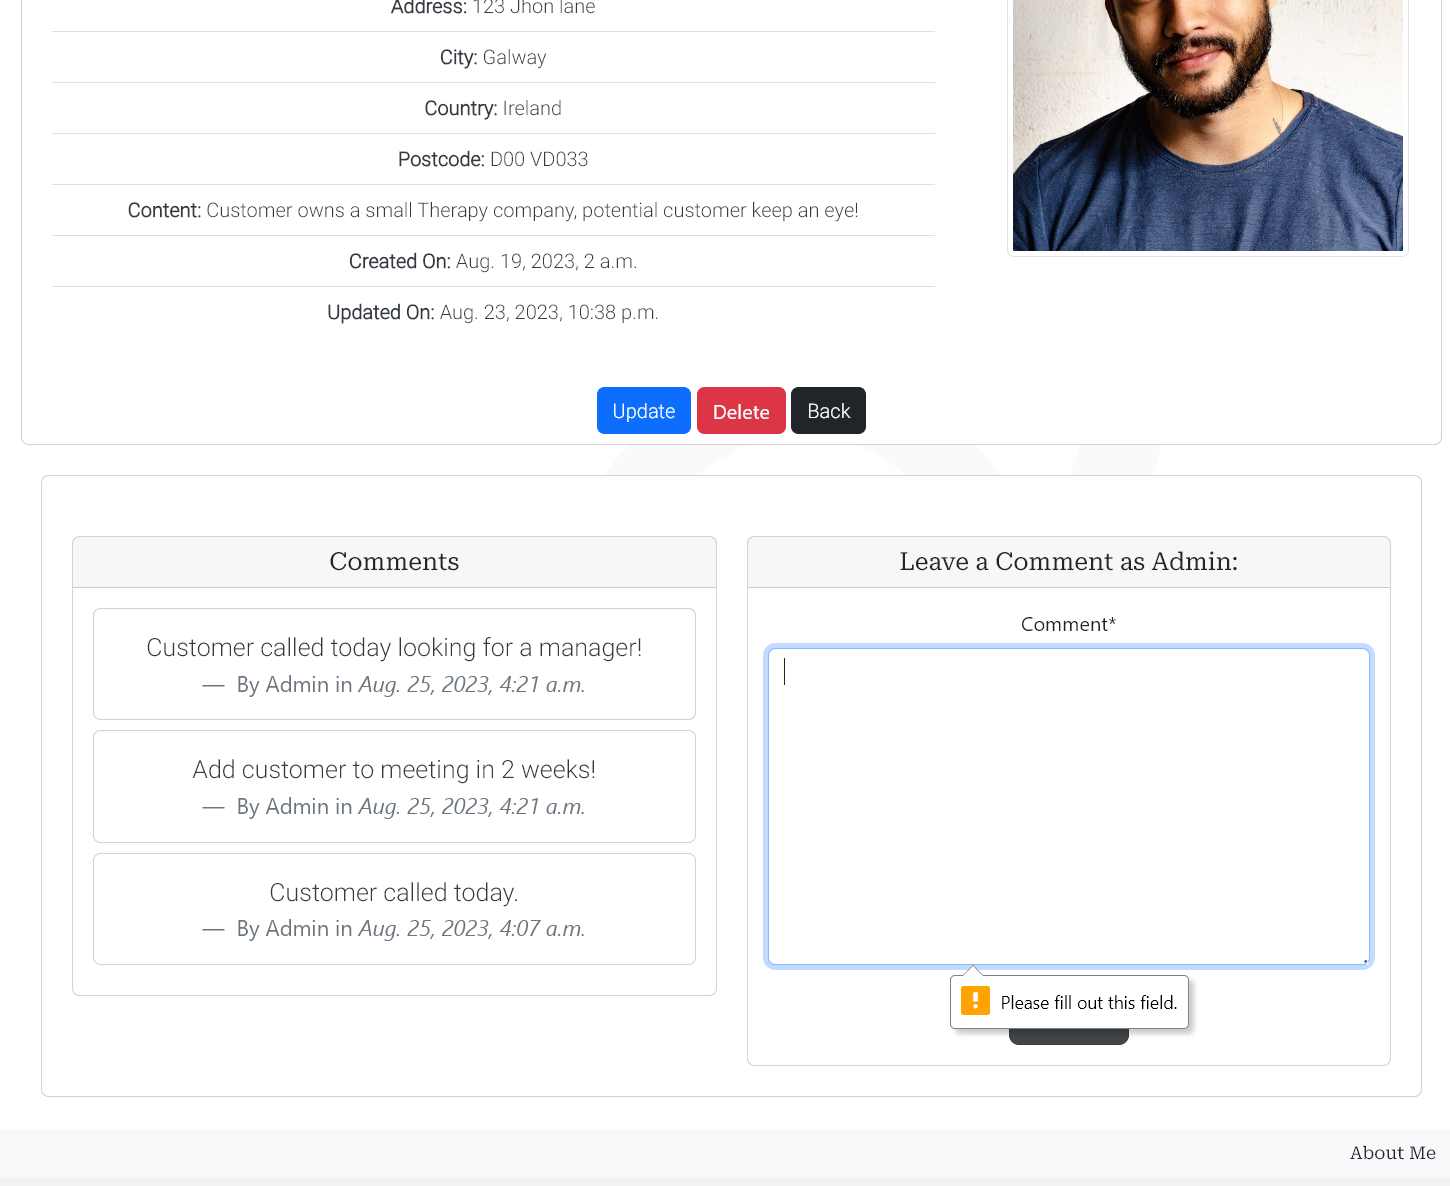 Address: 123 Jhon lane
City: Galway
Country: Ireland
Postcode: D00 VD033
Content: Customer owns a small Therapy company, potential customer keep an eye!
Created On: Aug. 19, 2023, 2 a.m.
Updated On: Aug. 23, 2023, 10:38 p.m.
Update Delete Back
Comments
Customer called today looking for a manager!
— By Admin in Aug. 25, 2023, 4:21 a.m.
Add customer to meeting in 2 weeks!
— By Admin in Aug. 25, 2023, 4:21 a.m.
Customer called today.
— By Admin in Aug. 25, 2023, 4:07 a.m.
Leave a Comment as Admin:
Comment*
Please fill out this field.
About Me